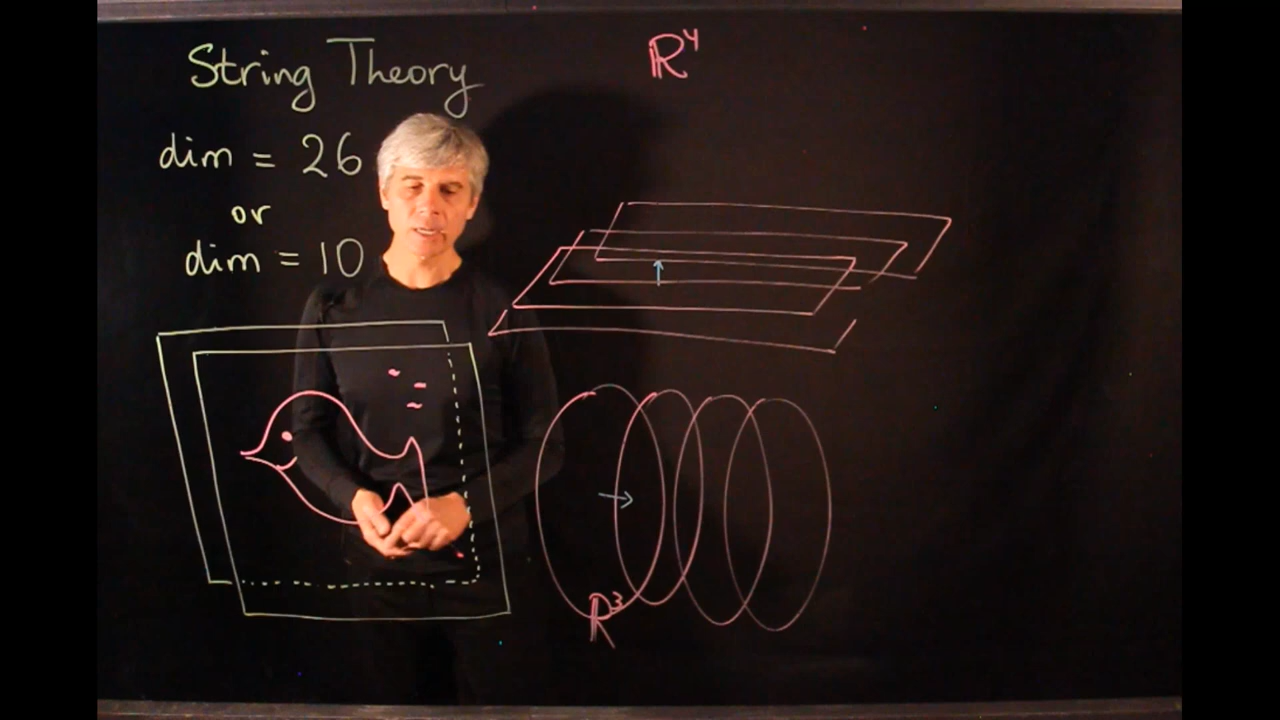 String Theory
dim = 26
or
dim = 10
ℝ⁴
ℝ³